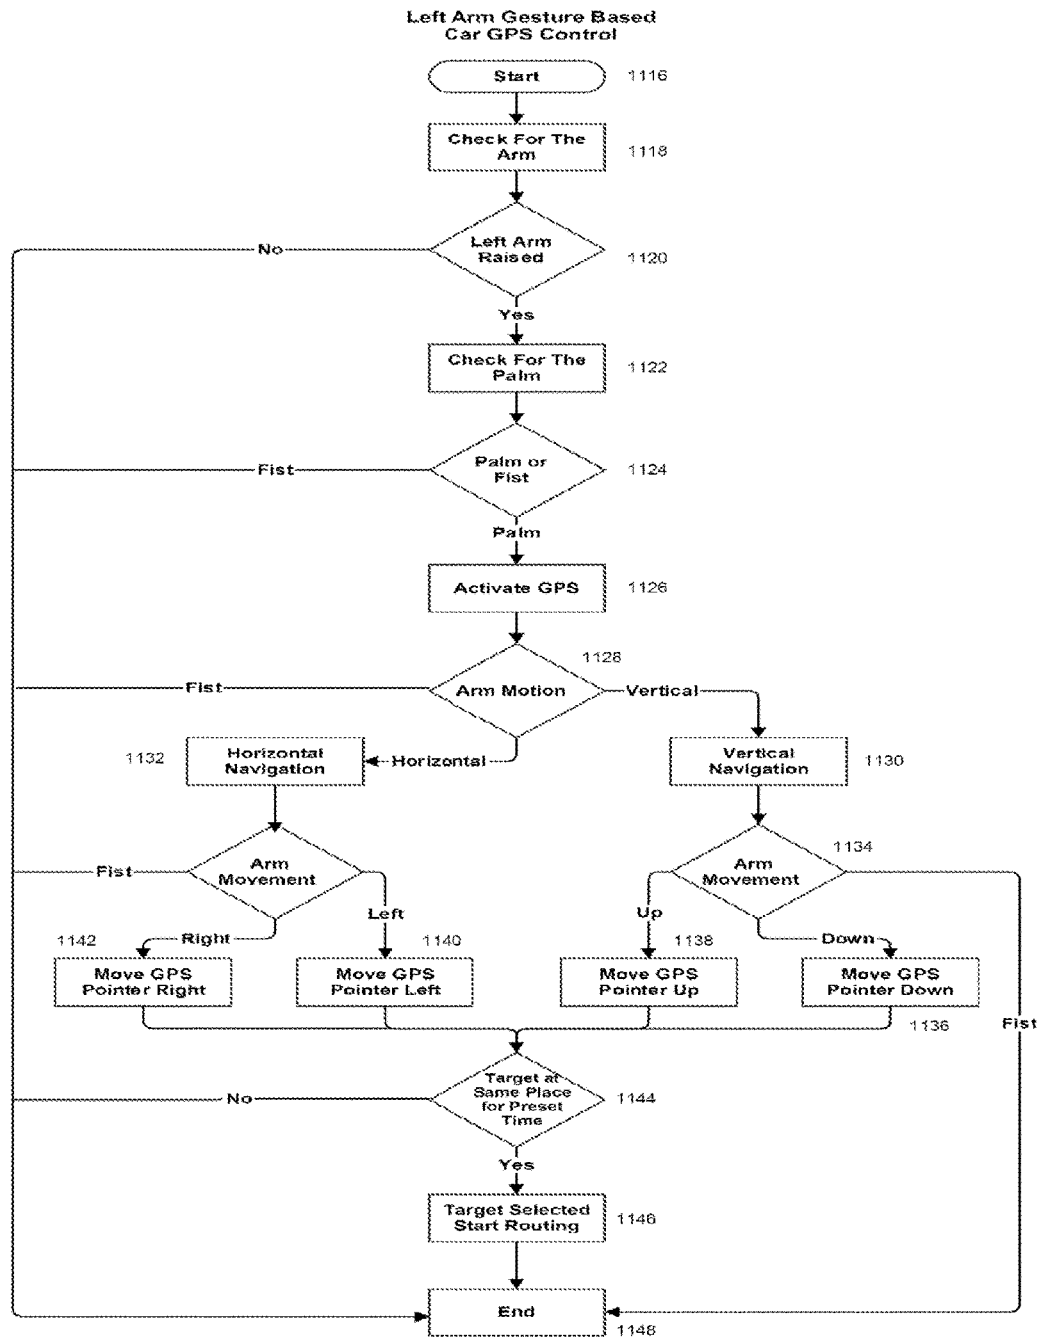 Left Arm Gesture Based
Car GPS Control
Start
1116
Check For The
Arm
1118
Left Arm
Raised
1120
No
Yes
Check For The
Palm
1122
Palm or
Fist
1124
Fist
Palm
Activate GPS
1126
1128
Arm Motion
Fist
Vertical
1132
Horizontal
Navigation
Horizontal
Vertical
Navigation
1130
Arm
Movement
Fist
Left
Right
Arm
Movement
1134
Up
Down
Fist
1142
Move GPS
Pointer Right
1140
Move GPS
Pointer Left
1138
Move GPS
Pointer Up
Move GPS
Pointer Down
1136
Target at
Same Place
for Preset
Time
1144
No
Yes
Target Selected
Start Routing
1146
End
1148